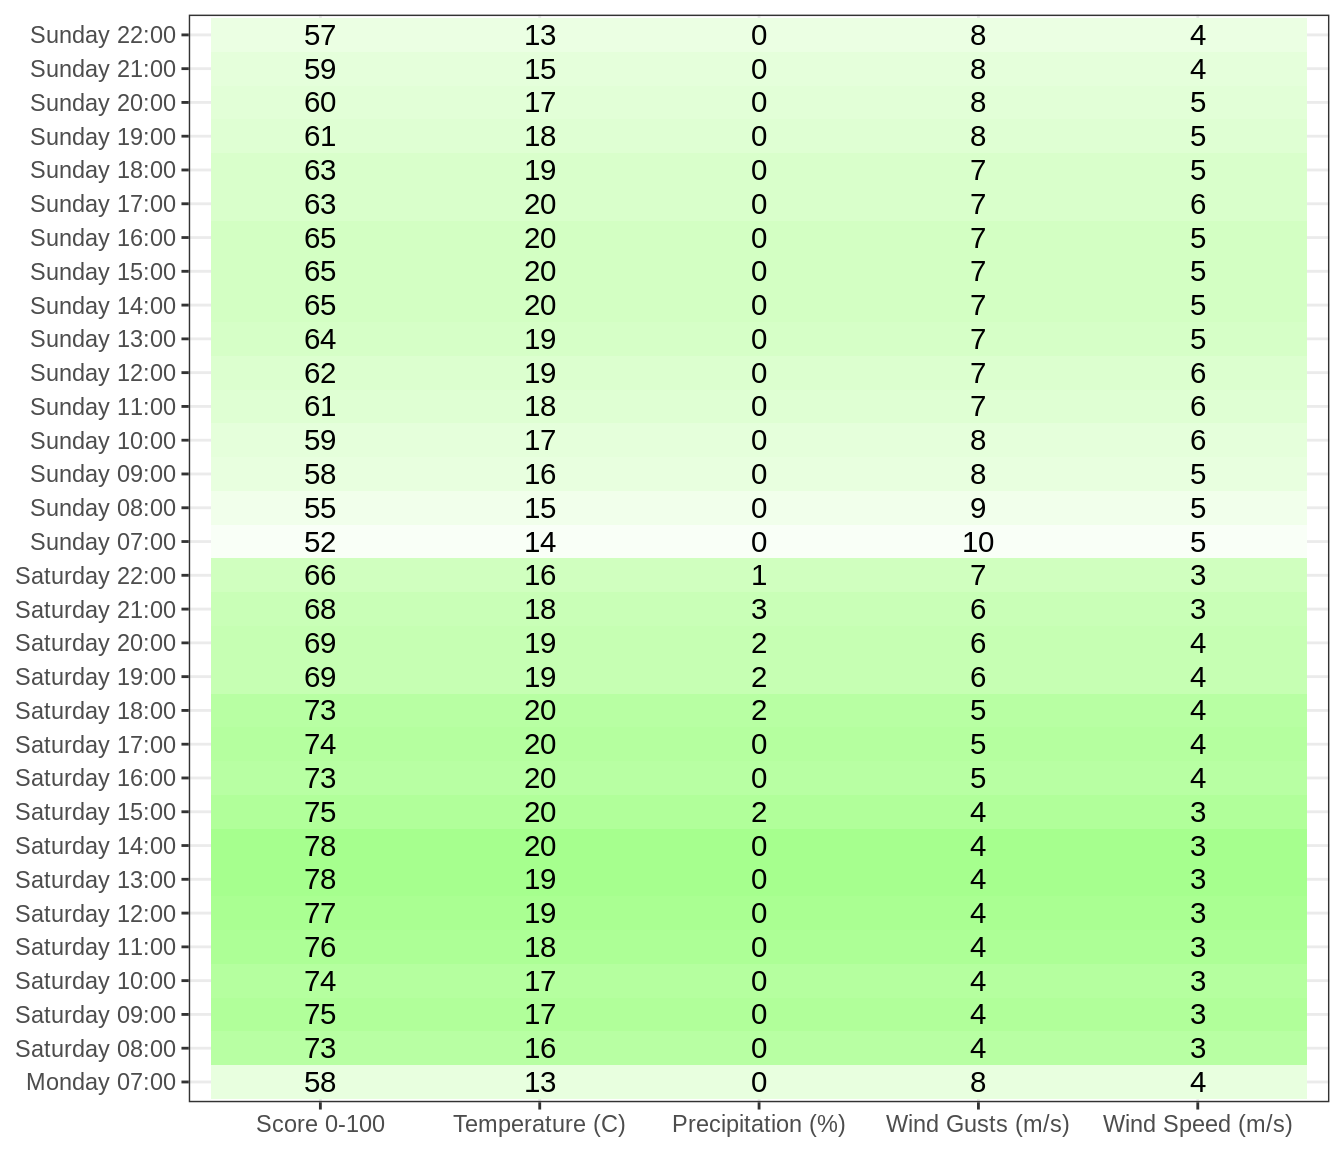 Sunday 22:00 57 13 0 8 4
Sunday 21:00 59 15 0 8 4
Sunday 20:00 60 17 0 8 5
Sunday 19:00 61 18 0 8 5
Sunday 18:00 63 19 0 7 5
Sunday 17:00 63 20 0 7 6
Sunday 16:00 65 20 0 7 5
Sunday 15:00 65 20 0 7 5
Sunday 14:00 65 20 0 7 5
Sunday 13:00 64 19 0 7 5
Sunday 12:00 62 19 0 7 6
Sunday 11:00 61 18 0 7 6
Sunday 10:00 59 17 0 8 6
Sunday 09:00 58 16 0 8 5
Sunday 08:00 55 15 0 9 5
Sunday 07:00 52 14 0 10 5
Saturday 22:00 66 16 1 7 3
Saturday 21:00 68 18 3 6 3
Saturday 20:00 69 19 2 6 4
Saturday 19:00 69 19 2 6 4
Saturday 18:00 73 20 2 5 4
Saturday 17:00 74 20 0 5 4
Saturday 16:00 73 20 0 5 4
Saturday 15:00 75 20 2 4 3
Saturday 14:00 78 20 0 4 3
Saturday 13:00 78 19 0 4 3
Saturday 12:00 77 19 0 4 3
Saturday 11:00 76 18 0 4 3
Saturday 10:00 74 17 0 4 3
Saturday 09:00 75 17 0 4 3
Saturday 08:00 73 16 0 4 3
Monday 07:00 58 13 0 8 4
Score 0-100 Temperature (C) Precipitation (%) Wind Gusts (m/s) Wind Speed (m/s)